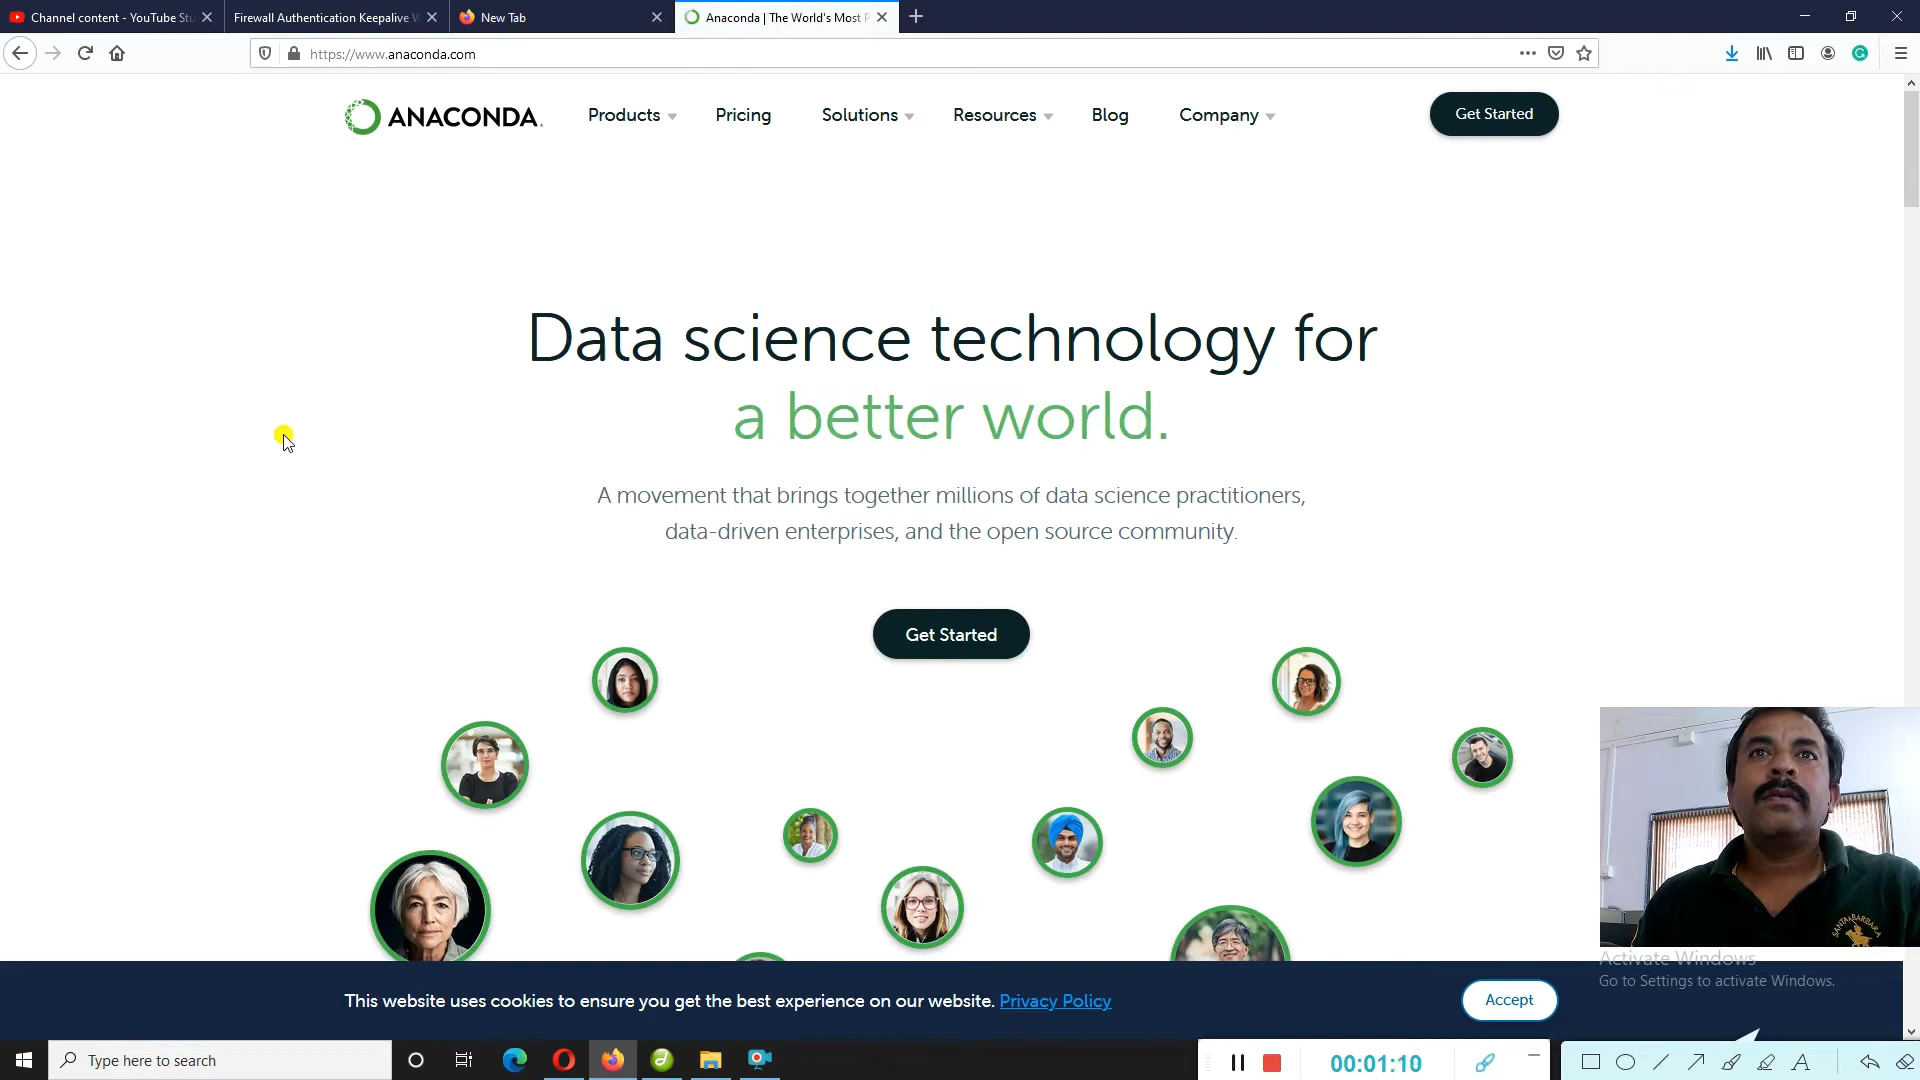 Channel content - YouTube Stu
Firewall Authentication Keepalive W
New Tab
Anaconda | The World's Most P
https://www.anaconda.com
ANACONDA.
Products
Pricing
Solutions
Resources
Blog
Company
Get Started
Data science technology for
a better world.
A movement that brings together millions of data science practitioners,
data-driven enterprises, and the open source community.
Get Started
SANTA BARBARA
This website uses cookies to ensure you get the best experience on our website. Privacy Policy
Accept
Activate Windows
Go to Settings to activate Windows.
Type here to search
00:01:10